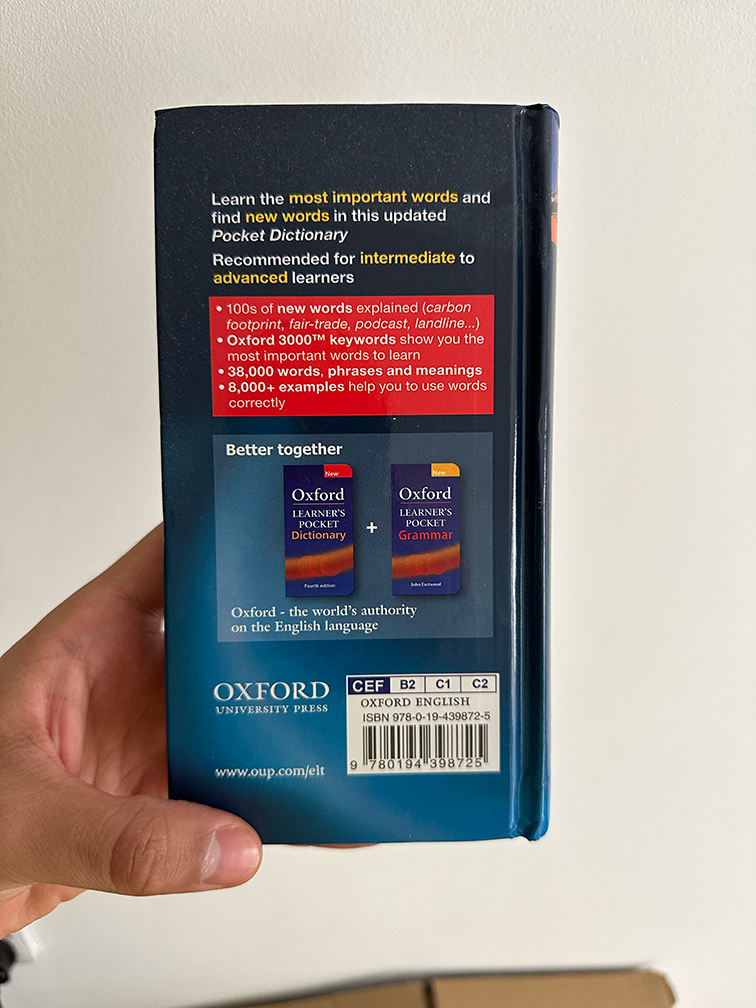 Learn the most important words and
find new words in this updated
Pocket Dictionary
Recommended for intermediate to
advanced learners
• 100s of new words explained (carbon
footprint, fair-trade, podcast, landline...)
• Oxford 3000™ keywords show you the
most important words to learn
• 38,000 words, phrases and meanings
• 8,000+ examples help you to use words
correctly
Better together
New
Oxford
LEARNER'S
POCKET
Dictionary
Fourth edition
+
New
Oxford
LEARNER'S
POCKET
Grammar
John Eastwood
Oxford - the world's authority
on the English language
OXFORD
UNIVERSITY PRESS
www.oup.com/elt
CEF B2 C1 C2
OXFORD ENGLISH
ISBN 978-0-19-439872-5
9 780194 398725